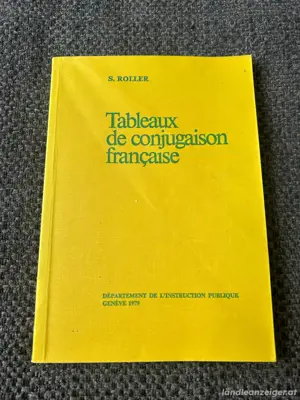 S. ROLLER
Tableaux
de conjugaison
française
DÉPARTEMENT DE L'INSTRUCTION PUBLIQUE
GENÈVE 1979
ländleanzeiger.at